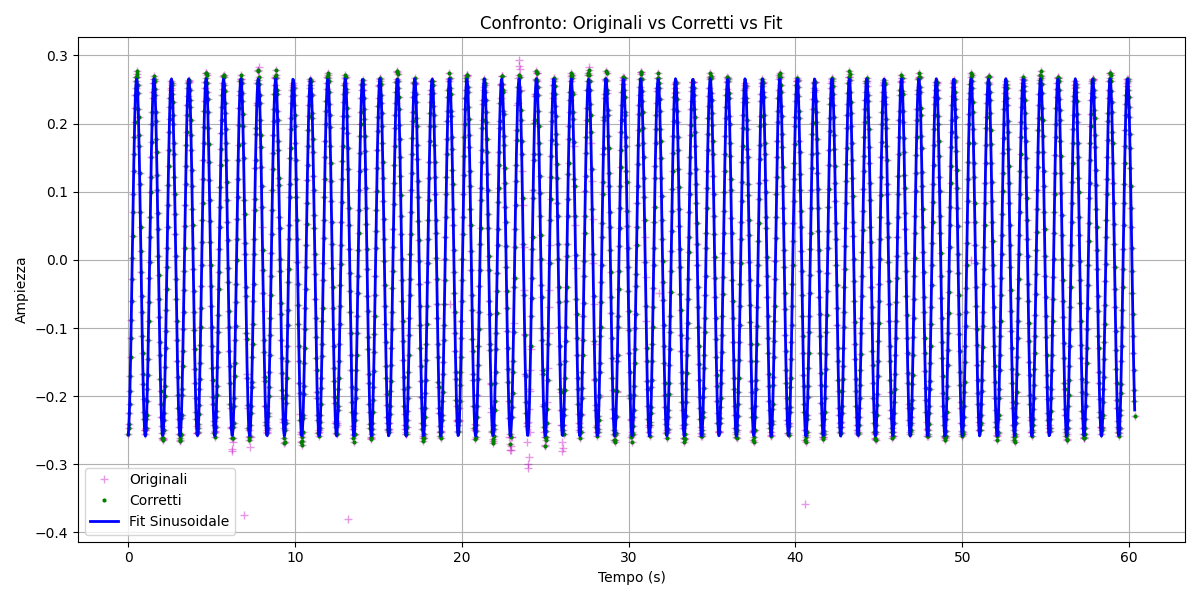 Confronto: Originali vs Corretti vs Fit
0.3
0.2
0.1
0.0
−0.1
−0.2
−0.3
−0.4
Ampiezza
Originali
Corretti
Fit Sinusoidale
0 10 20 30 40 50 60
Tempo (s)